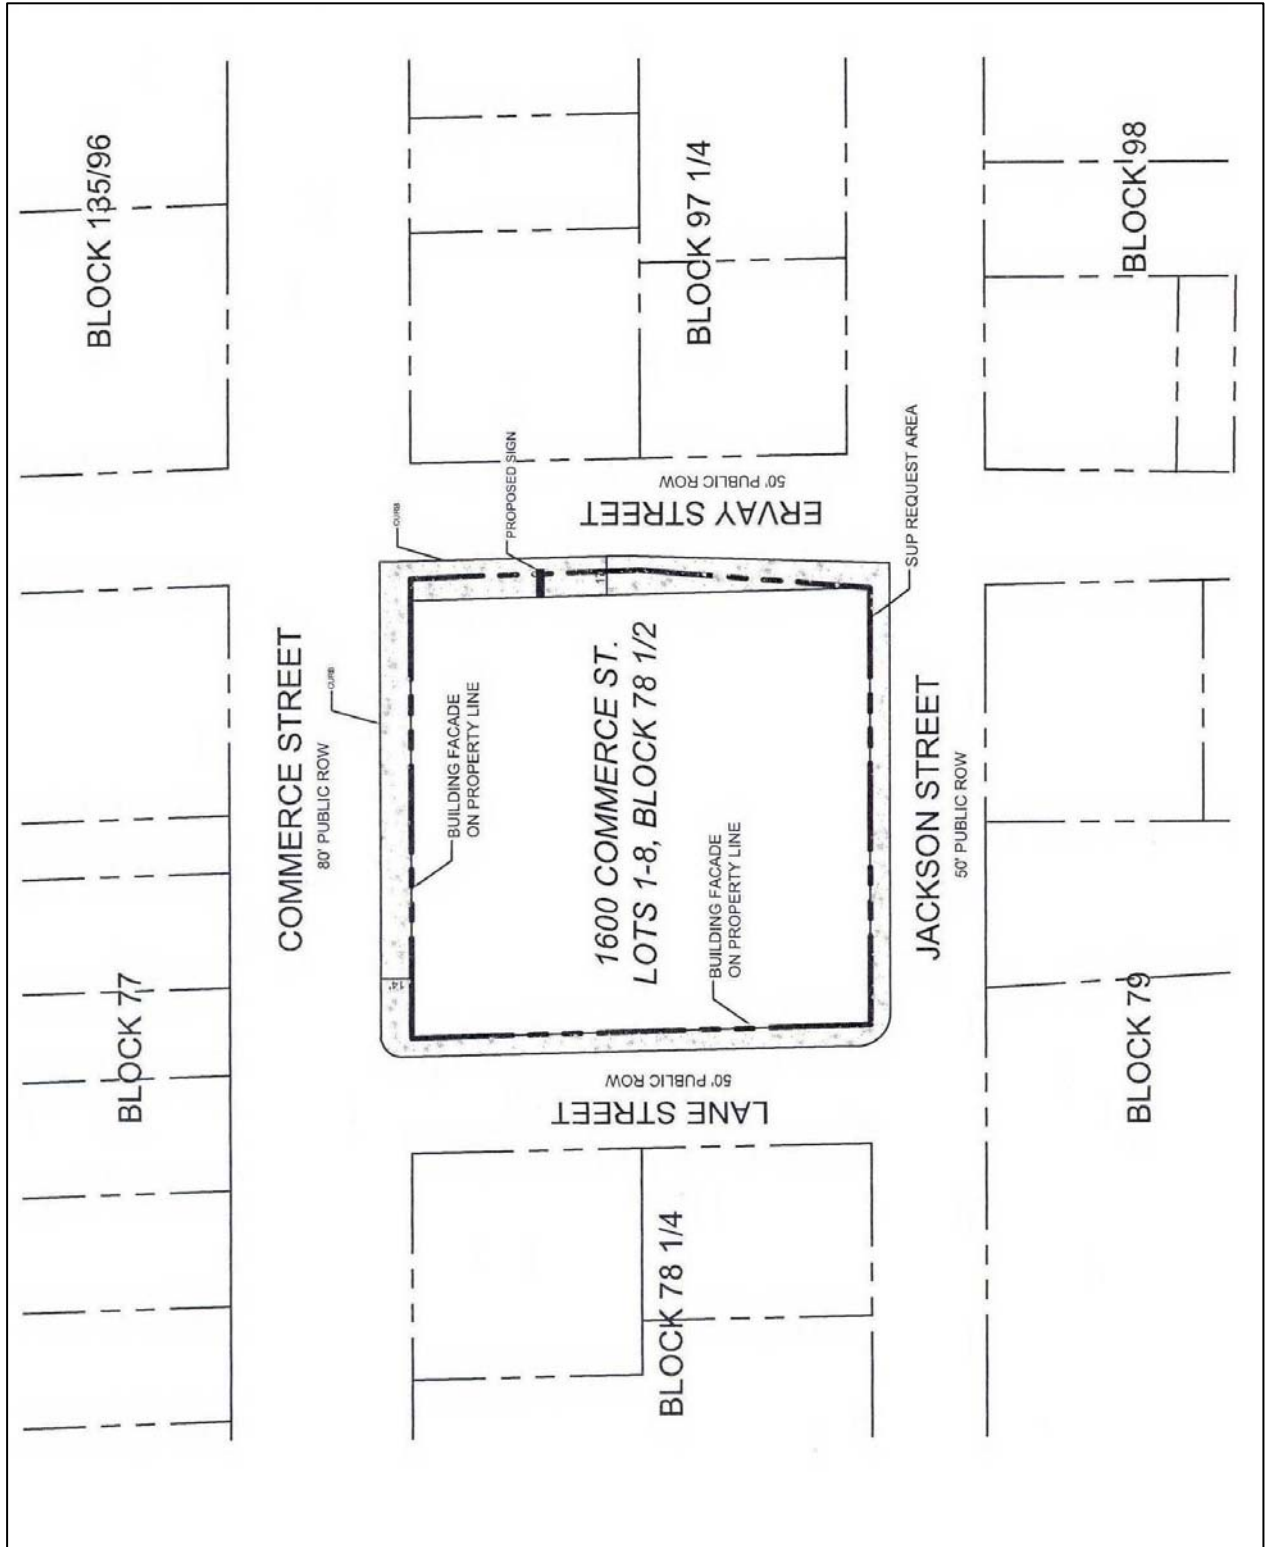 BLOCK 77
BLOCK 135/96
COMMERCE STREET
80' PUBLIC ROW
CURB
CURB
14'
BUILDING FACADE
ON PROPERTY LINE
PROPOSED SIGN
LANE STREET
50' PUBLIC ROW
1600 COMMERCE ST.
LOTS 1-8, BLOCK 78 1/2
ERVAY STREET
50' PUBLIC ROW
BLOCK 78 1/4
BUILDING FACADE
ON PROPERTY LINE
BLOCK 97 1/4
SUP REQUEST AREA
JACKSON STREET
50' PUBLIC ROW
BLOCK 79
BLOCK 98